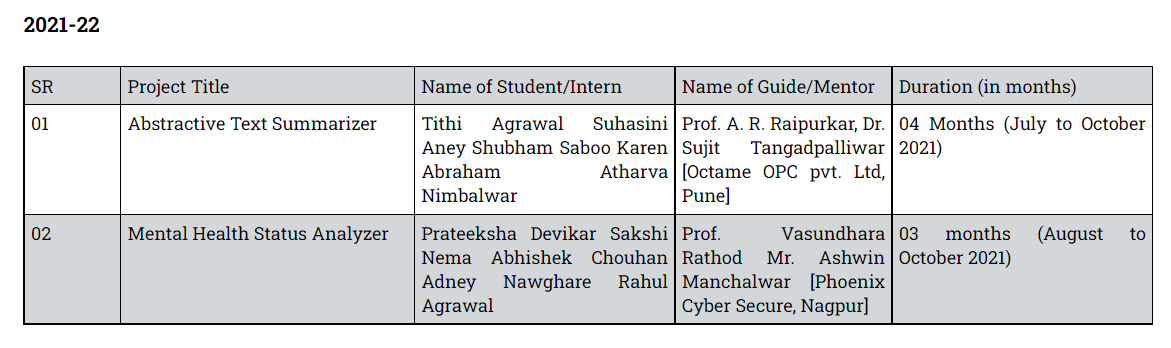 2021-22
SR
Project Title
Name of Student/Intern
Name of Guide/Mentor
Duration (in months)
01
Abstractive Text Summarizer
Tithi Agrawal Suhasini
Aney Shubham Saboo Karen
Abraham Atharva
Nimbalwar
Prof. A. R. Raipurkar, Dr.
Sujit Tangadpalliwar
[Octame OPC pvt. Ltd,
Pune]
04 Months (July to October
2021)
02
Mental Health Status Analyzer
Prateeksha Devikar Sakshi
Nema Abhishek Chouhan
Adney Nawghare Rahul
Agrawal
Prof. Vasundhara
Rathod Mr. Ashwin
Manchalwar [Phoenix
Cyber Secure, Nagpur]
03 months (August to
October 2021)